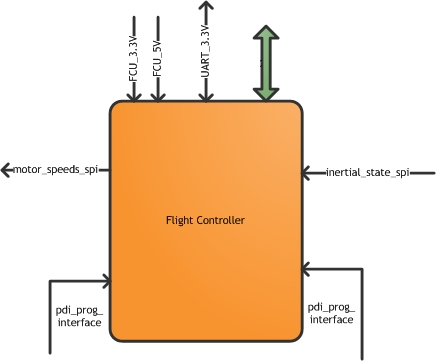 FCU_3.3V
FCU_5V
UART_3.3V
motor_speeds_spi
inertial_state_spi
Flight Controller
pdi_prog_
interface
pdi_prog_
interface